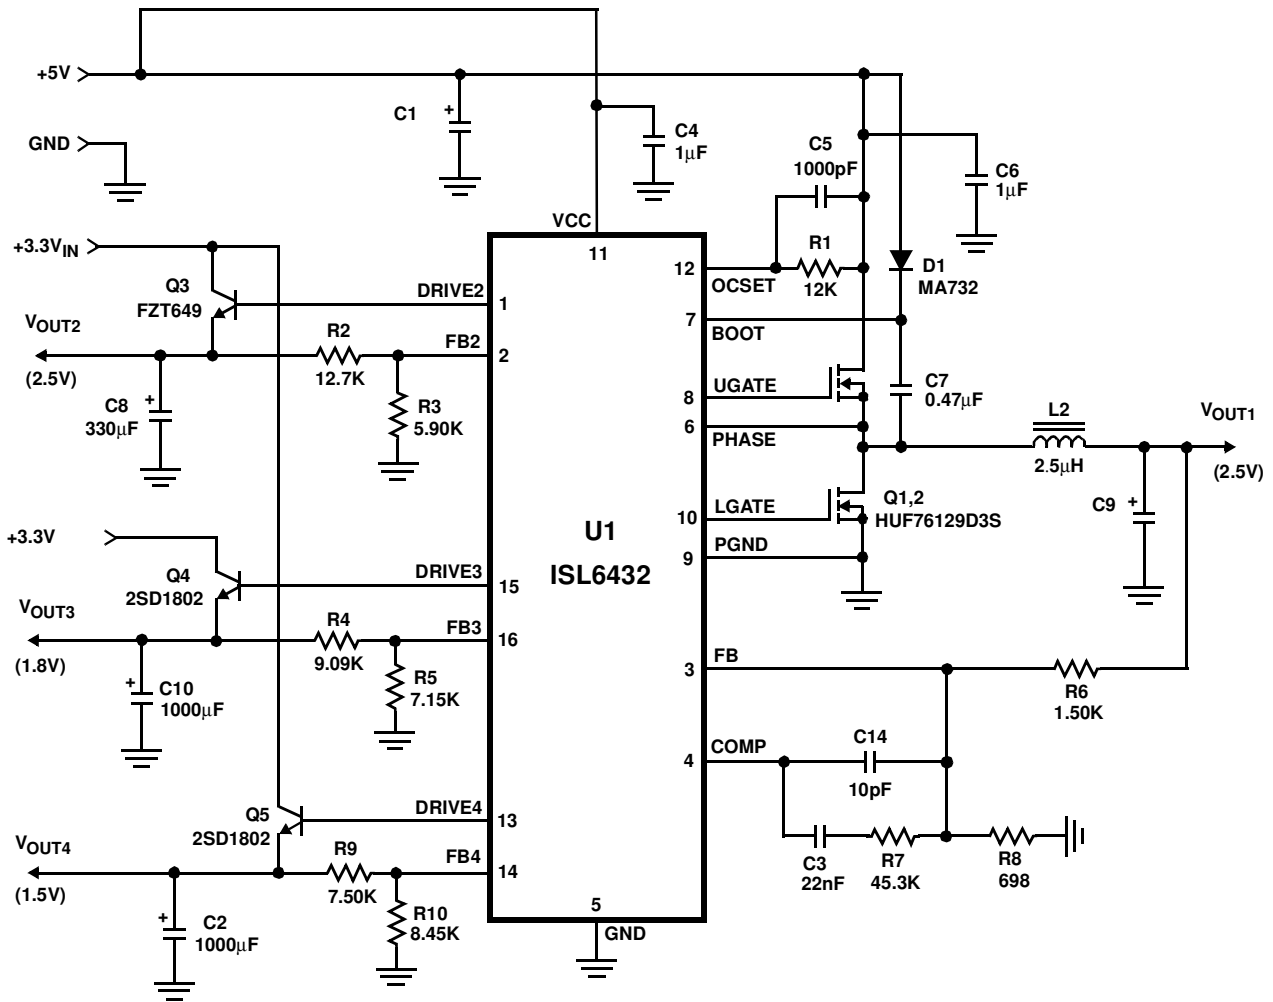 +5V
GND
C1
+
C4
1µF
C5
1000pF
C6
1µF
VCC
11
+3.3VIN
Q3
FZT649
DRIVE2
1
VOUT2
(2.5V)
R2
12.7K
FB2
2
+
C8
330µF
R3
5.90K
12
OCSET
R1
12K
D1
MA732
7
BOOT
8
UGATE
C7
0.47µF
6
PHASE
L2
2.5µH
VOUT1
(2.5V)
10
LGATE
Q1,2
HUF76129D3S
C9
+
9
PGND
U1
ISL6432
+3.3V
Q4
2SD1802
DRIVE3
15
VOUT3
(1.8V)
R4
9.09K
FB3
16
+
C10
1000µF
R5
7.15K
3
FB
R6
1.50K
4
COMP
C14
10pF
C3
22nF
R7
45.3K
R8
698
Q5
2SD1802
DRIVE4
13
VOUT4
(1.5V)
R9
7.50K
FB4
14
+
C2
1000µF
R10
8.45K
5
GND